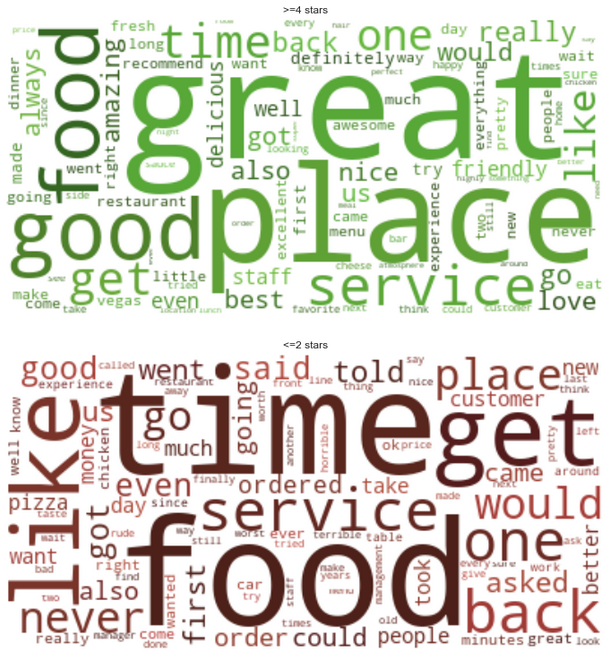 >=4 stars
price fresh long time back one day really
every hair
recommend want definitely way would wait
dinner always since food amazing know perfect happy times sure chicken
made right delicious great well much everything pretty people home like
night got looking awesome
went also nice try friendly better
going side restaurant us highly something
good place order excellent first came menu bar experience two still new never
get little staff meal cheese atmosphere around go eat
make vegas even tried best service love
come take location lunch favorite next think could customer
<=2 stars
good called went said told say place new
experience restaurant away front line thing nice customer last think
well know like us money chicken time go going worth get pretty left
long much another horrible ok price came around
even finally ordered take next
pizza day since service made would
taste got way still worst ever tried terrible table one better
want wait rude car make years management took every sure work ask
bad right find try give asked
two also food staff menu old back
never wanted first times minutes great look
really manager come done order could people